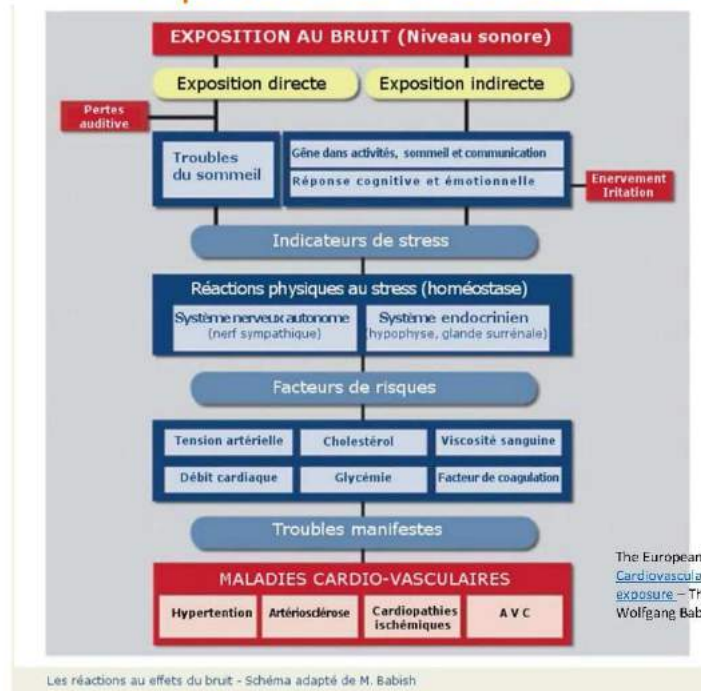 EXPOSITION AU BRUIT (Niveau sonore)
Exposition directe
Exposition indirecte
Pertes
auditive
Troubles
du sommeil
Gêne dans activités, sommeil et communication
Réponse cognitive et émotionnelle
Enervement
Iritation
Indicateurs de stress
Réactions physiques au stress (homéostase)
Système nerveux autonome
(nerf sympathique)
Système endocrinien
(hypophyse, glande surrénale)
Facteurs de risques
Tension artérielle
Cholestérol
Viscosité sanguine
Débit cardiaque
Glycémie
Facteur de coagulation
Troubles manifestes
MALADIES CARDIO-VASCULAIRES
Hypertention
Artériosclérose
Cardiopathies
ischémiques
A V C
The European
exposure – Th
Wolfgang Bab
Les réactions au effets du bruit - Schéma adapté de M. Babish